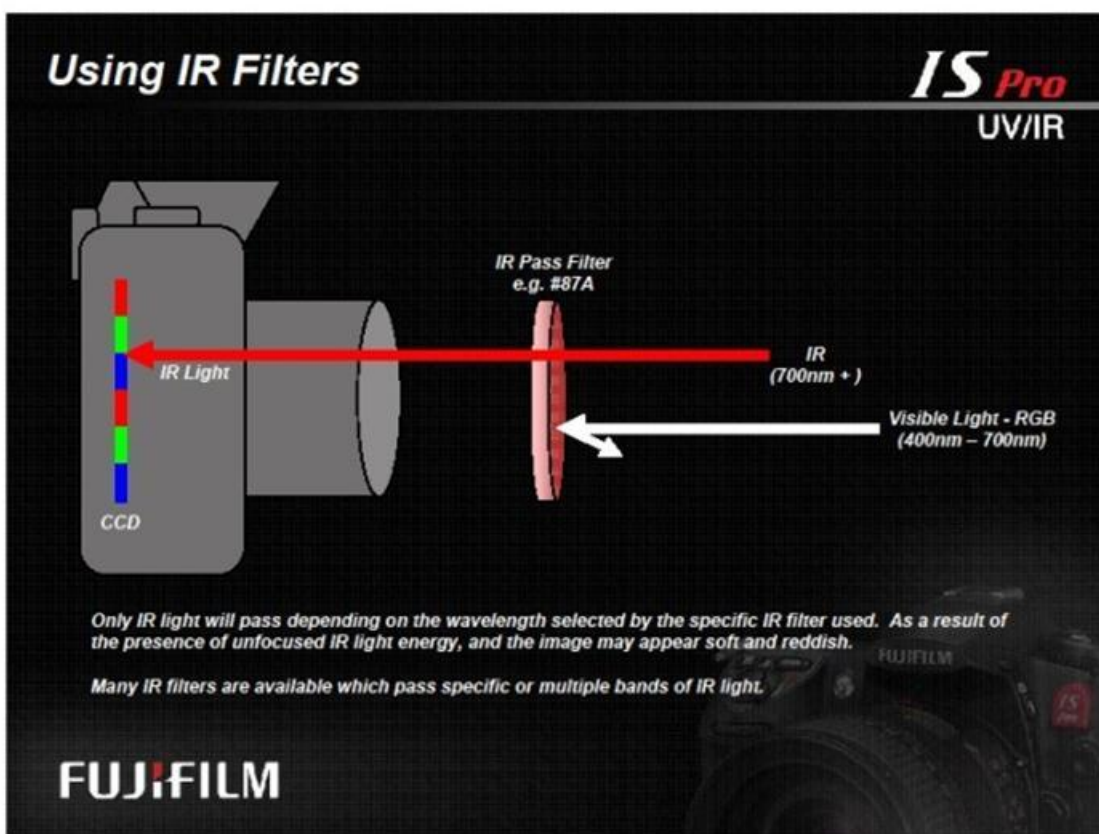 Using IR Filters
IS Pro
UV/IR
IR Pass Filter
e.g. #87A
IR Light
IR
(700nm + )
Visible Light - RGB
(400nm – 700nm)
CCD
Only IR light will pass depending on the wavelength selected by the specific IR filter used. As a result of
the presence of unfocused IR light energy, and the image may appear soft and reddish.
FUJIFILM
Many IR filters are available which pass specific or multiple bands of IR light.
IS
Pro
FUJIFILM